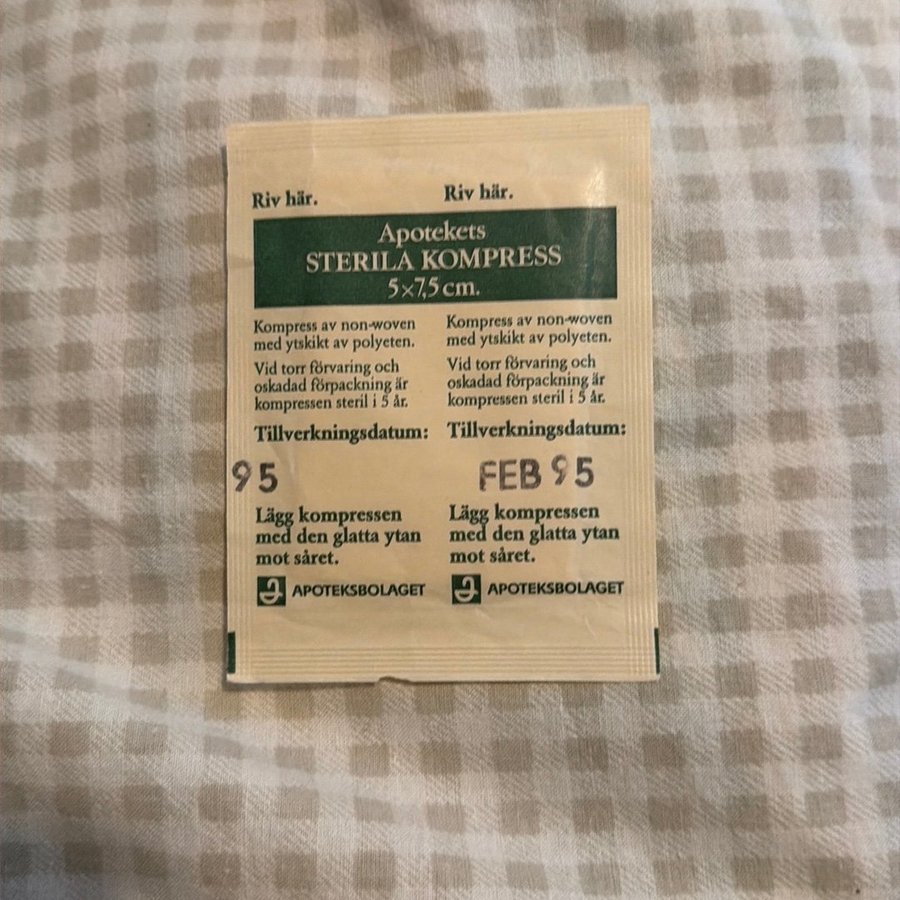 Riv här. Riv här.
Apotekets
STERILA KOMPRESS
5×7,5 cm.
Kompress av non-woven
med ytskikt av polyeten.
Vid torr förvaring och
oskadad förpackning är
kompressen steril i 5 år.
Tillverkningsdatum:
95
Lägg kompressen
med den glatta ytan
mot såret.
APOTEKSBOLAGET
Kompress av non-woven
med ytskikt av polyeten.
Vid torr förvaring och
oskadad förpackning är
kompressen steril i 5 år.
Tillverkningsdatum:
FEB 95
Lägg kompressen
med den glatta ytan
mot såret.
APOTEKSBOLAGET